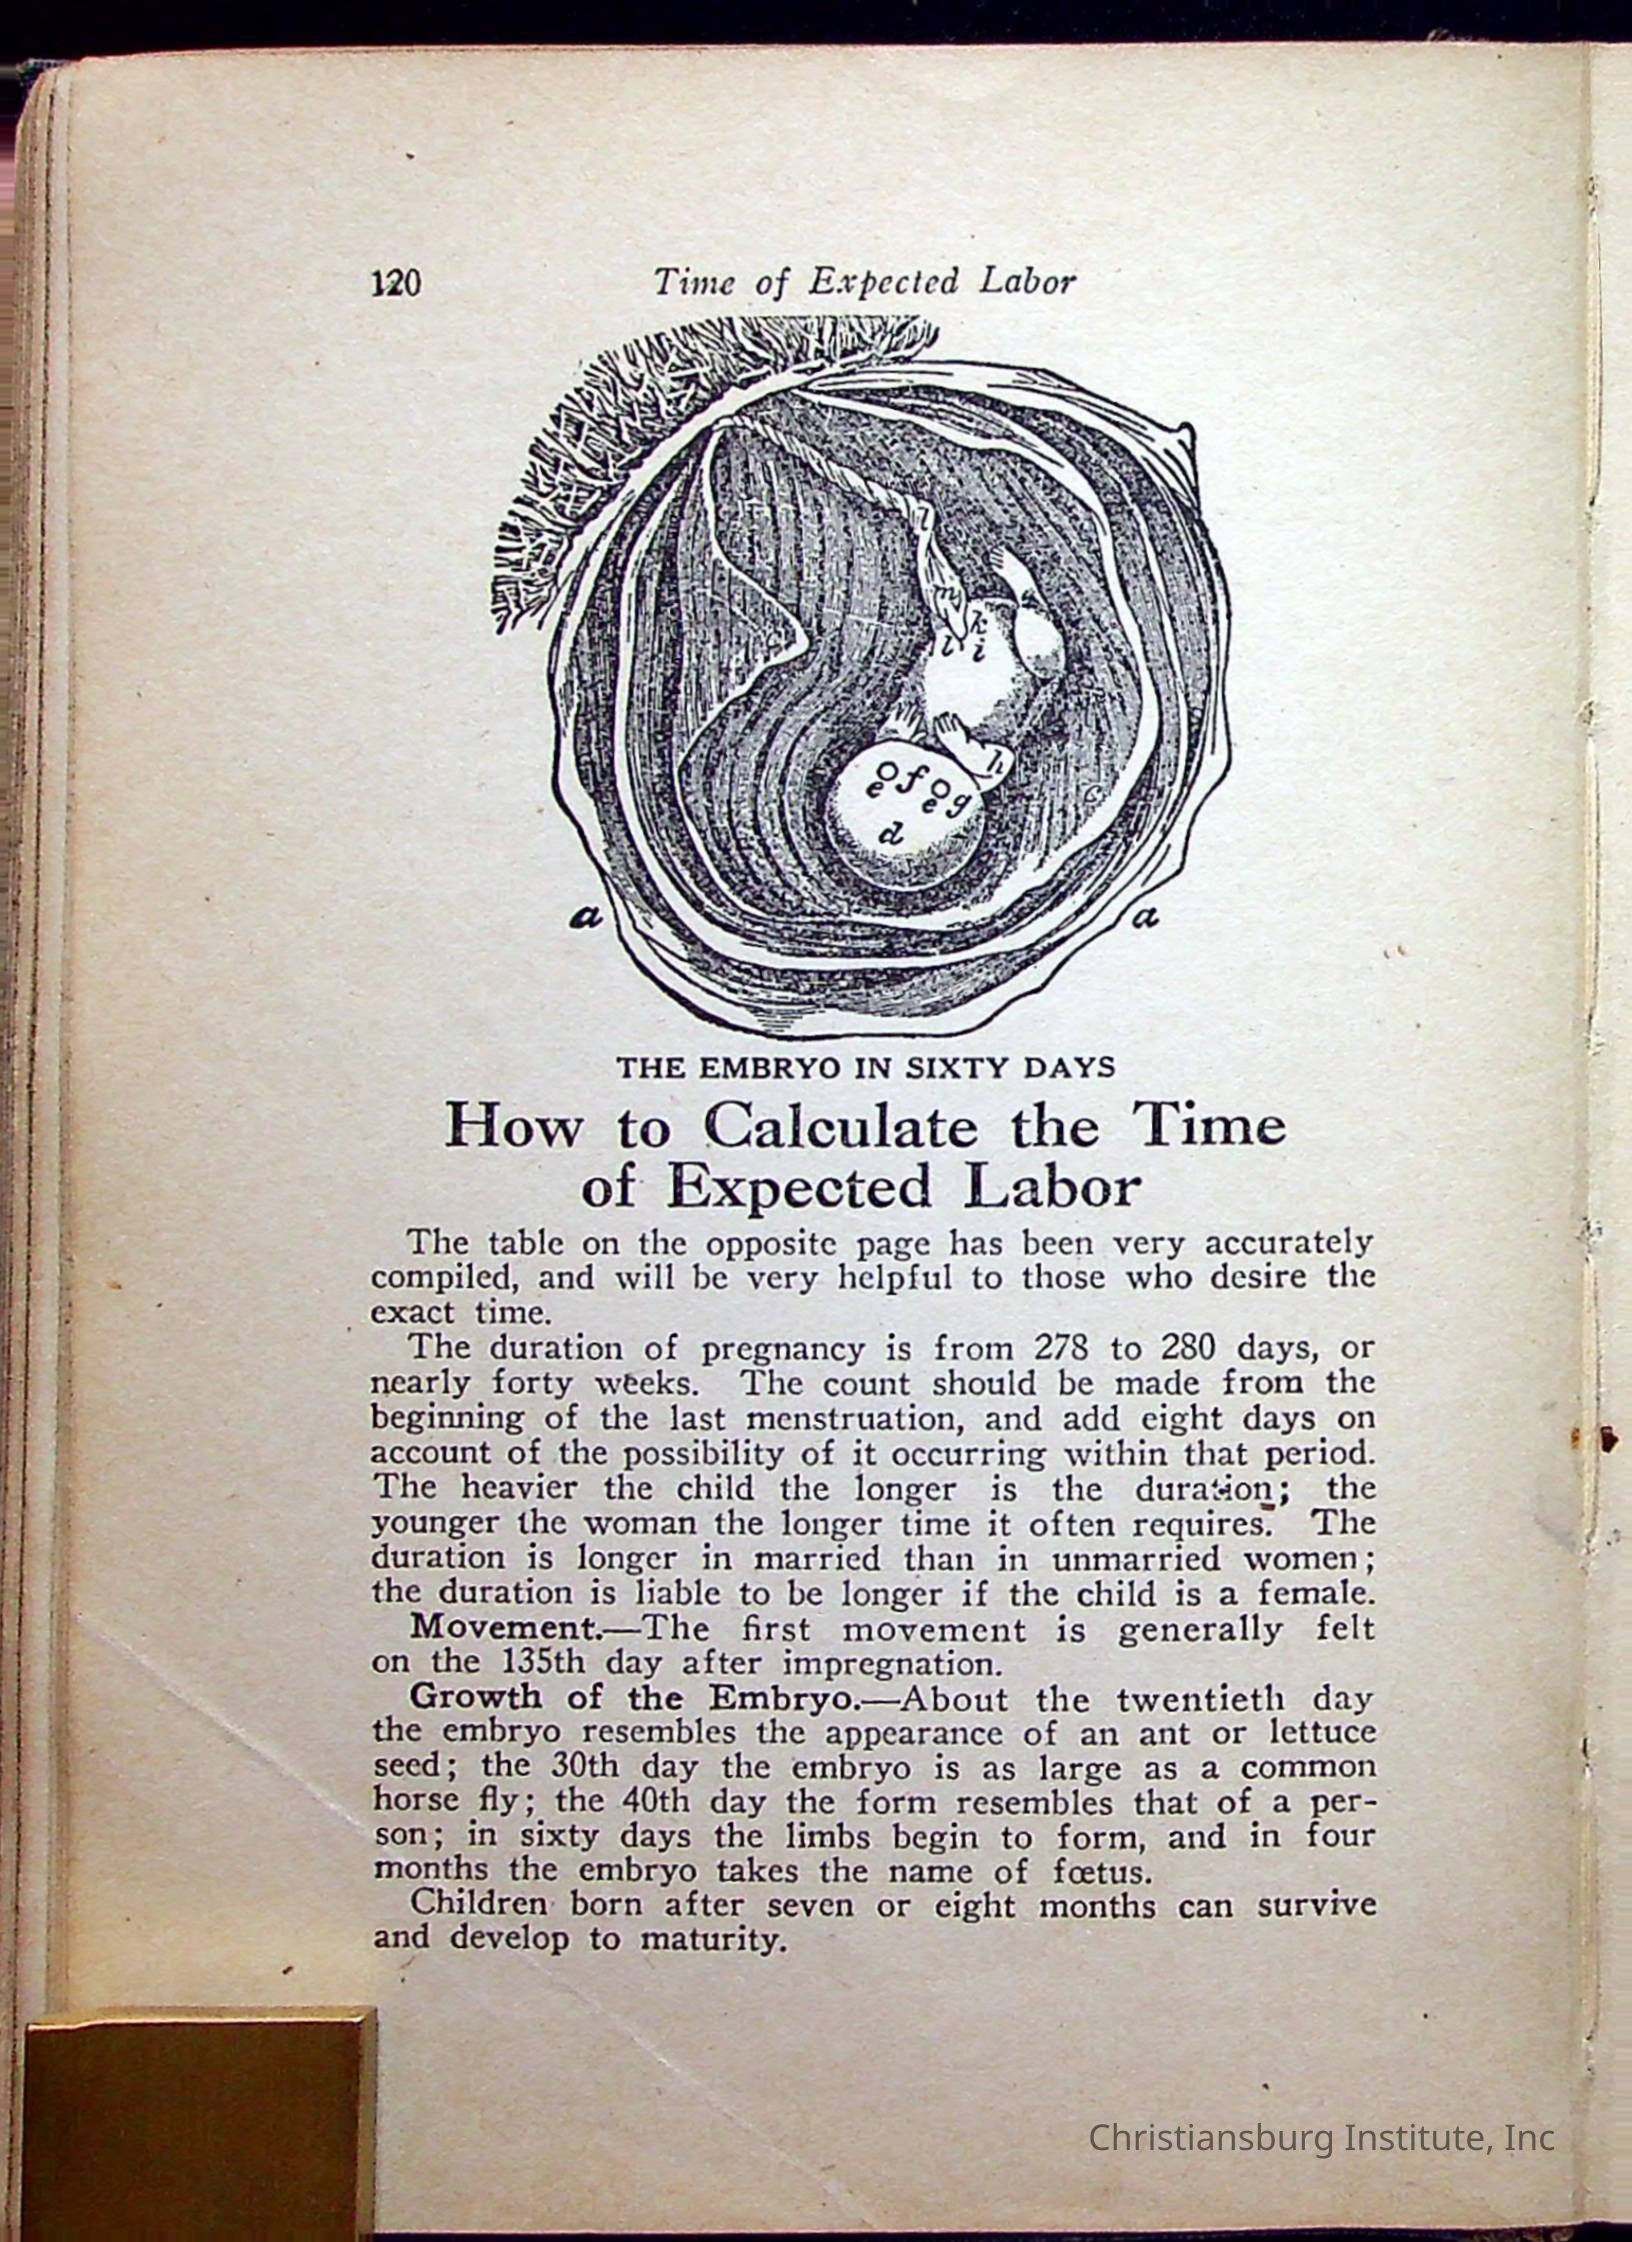 120 Time of Expected Labor
m
k
l i
h
o f o g
e e
d
c
a a
THE EMBRYO IN SIXTY DAYS
How to Calculate the Time
of Expected Labor
The table on the opposite page has been very accurately
compiled, and will be very helpful to those who desire the
exact time.
The duration of pregnancy is from 278 to 280 days, or
nearly forty weeks. The count should be made from the
beginning of the last menstruation, and add eight days on
account of the possibility of it occurring within that period.
The heavier the child the longer is the duration; the
younger the woman the longer time it often requires. The
duration is longer in married than in unmarried women;
the duration is liable to be longer if the child is a female.
Movement.—The first movement is generally felt
on the 135th day after impregnation.
Growth of the Embryo.—About the twentieth day
the embryo resembles the appearance of an ant or lettuce
seed; the 30th day the embryo is as large as a common
horse fly; the 40th day the form resembles that of a per-
son; in sixty days the limbs begin to form, and in four
months the embryo takes the name of fœtus.
Children born after seven or eight months can survive
and develop to maturity.
Christiansburg Institute, Inc